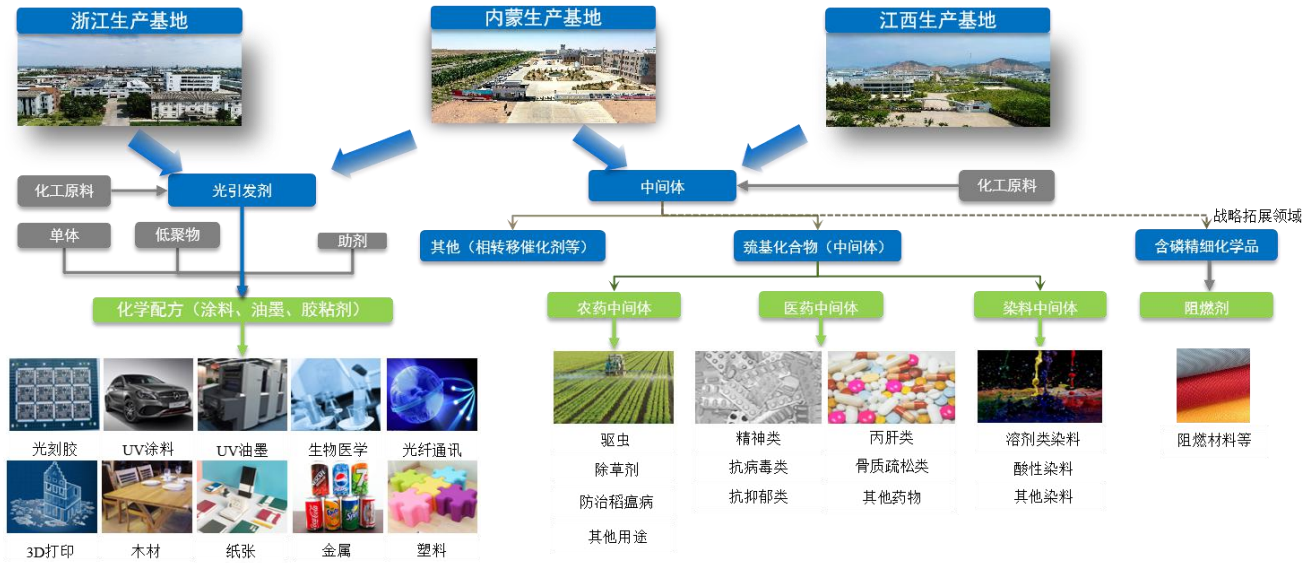 浙江生产基地
内蒙生产基地
江西生产基地
化工原料
光引发剂
中间体
化工原料
单体
低聚物
助剂
战略拓展领域
其他（相转移催化剂等）
巯基化合物（中间体）
含磷精细化学品
化学配方（涂料、油墨、胶粘剂）
农药中间体
医药中间体
染料中间体
阻燃剂
光刻胶
UV涂料
UV油墨
生物医学
光纤通讯
驱虫
精神类
丙肝类
溶剂类染料
阻燃材料等
除草剂
抗病毒类
骨质疏松类
酸性染料
防治稻瘟病
抗抑郁类
其他药物
其他染料
其他用途
3D打印
木材
纸张
金属
塑料